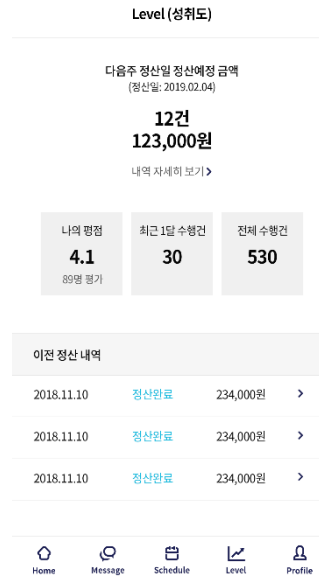 Level (성취도)
다음주 정산일 정산예정 금액
(정산일: 2019.02.04)
12건
123,000원
내역 자세히 보기
나의 평점 최근 1달 수행건 전체 수행건
4.1 30 530
89명 평가
이전 정산 내역
2018.11.10 정산완료 234,000원
2018.11.10 정산완료 234,000원
2018.11.10 정산완료 234,000원
Home Message Schedule Level Profile